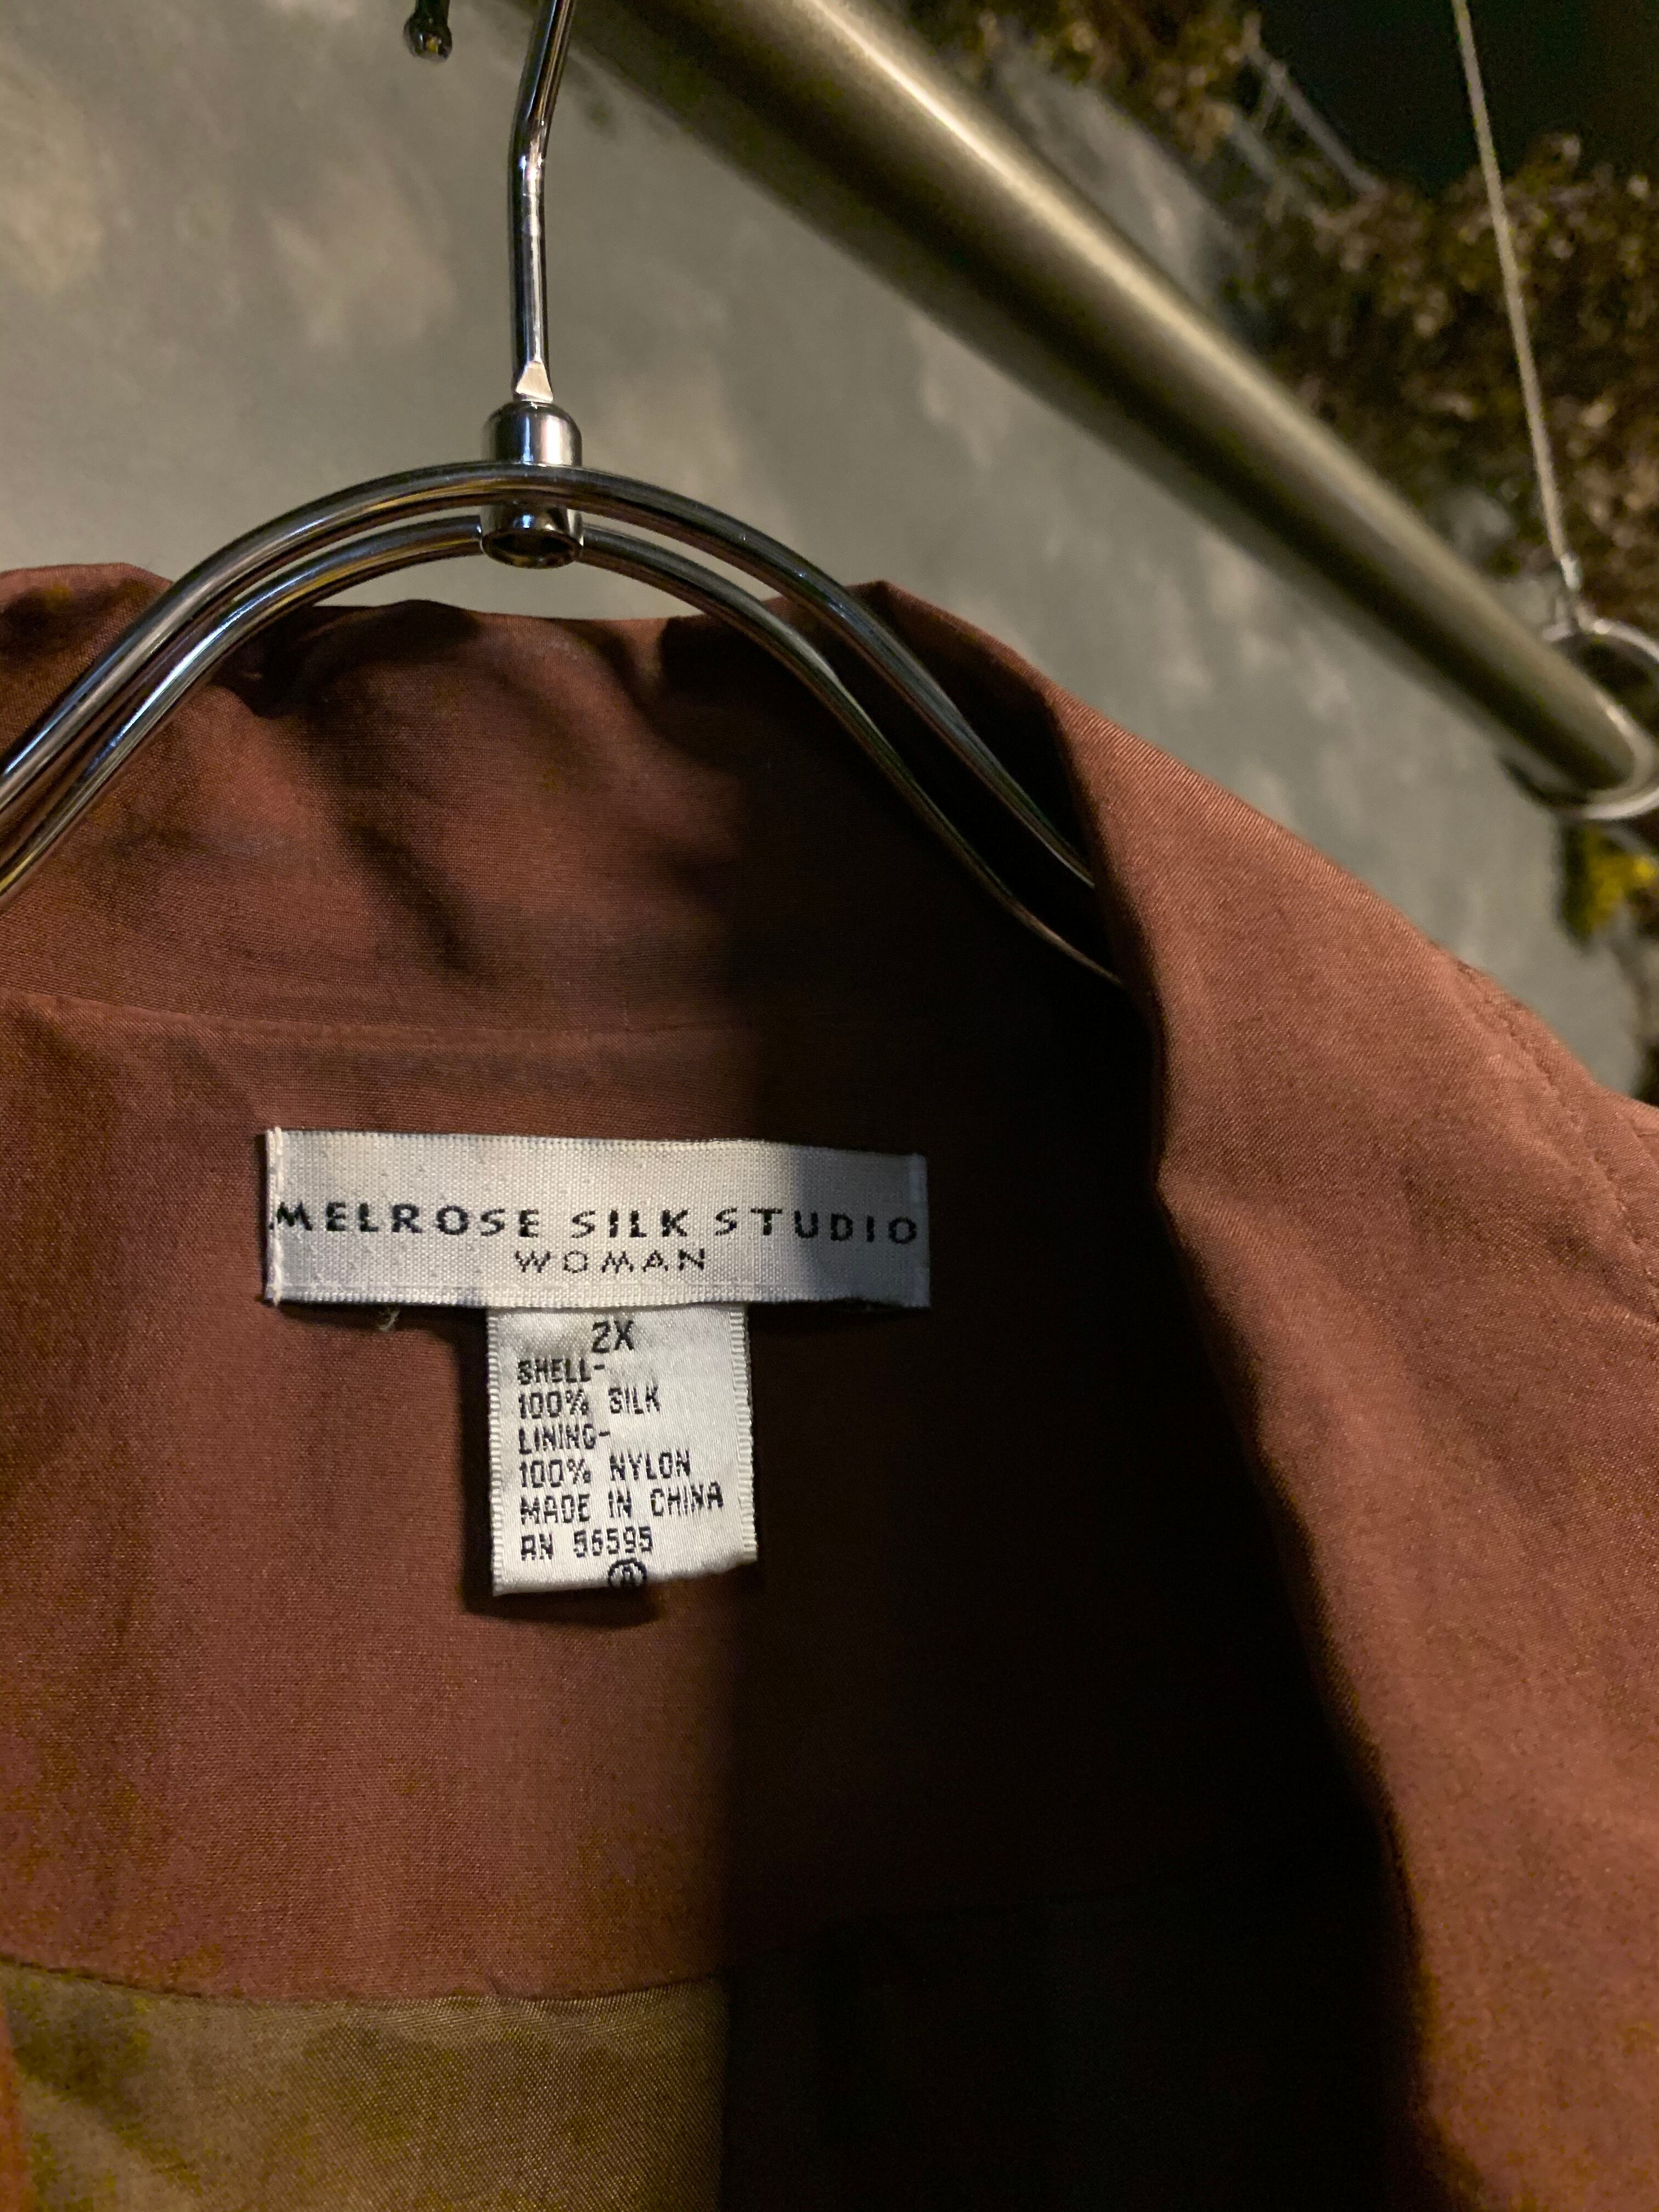 MELROSE SILK STUDIO
WOMAN
2X
SHELL-
100% SILK
LINING-
100% NYLON
MADE IN CHINA
RN 56595